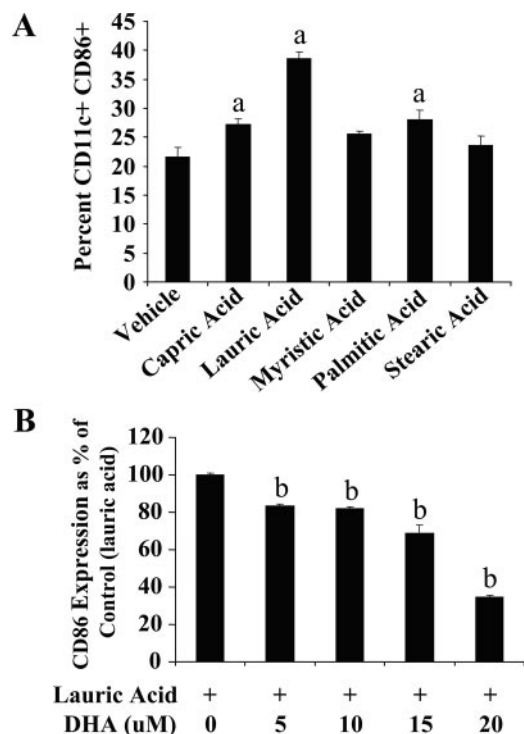 A
Percent CD11c+ CD86+
45
40
35
30
25
20
15
10
5
0
a
a
a
Vehicle
Capric Acid
Lauric Acid
Myristic Acid
Palmitic Acid
Stearic Acid
B
CD86 Expression as % of
Control (lauric acid)
120
100
80
60
40
20
0
b
b
b
b
Lauric Acid + + + + +
DHA (uM) 0 5 10 15 20